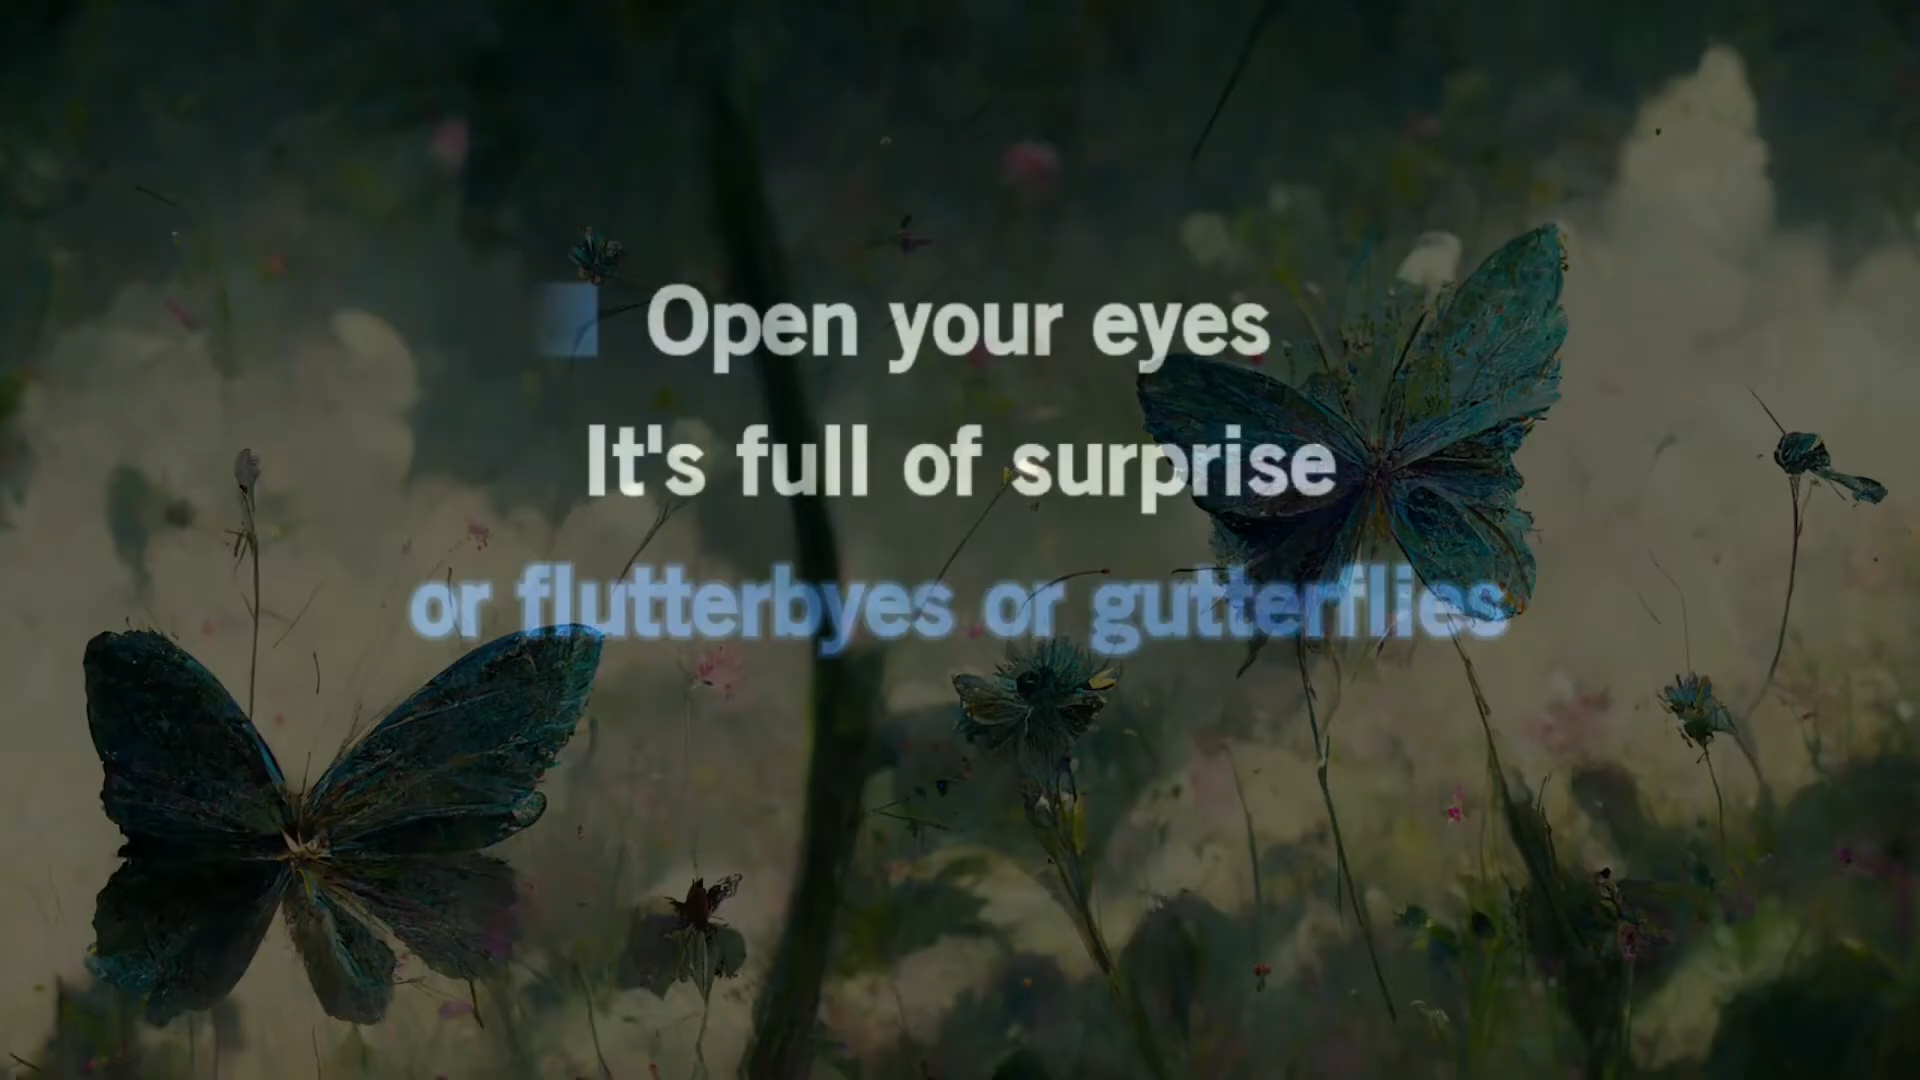 Open your eyes
It's full of surprise
or flutterbyes or gutterflies